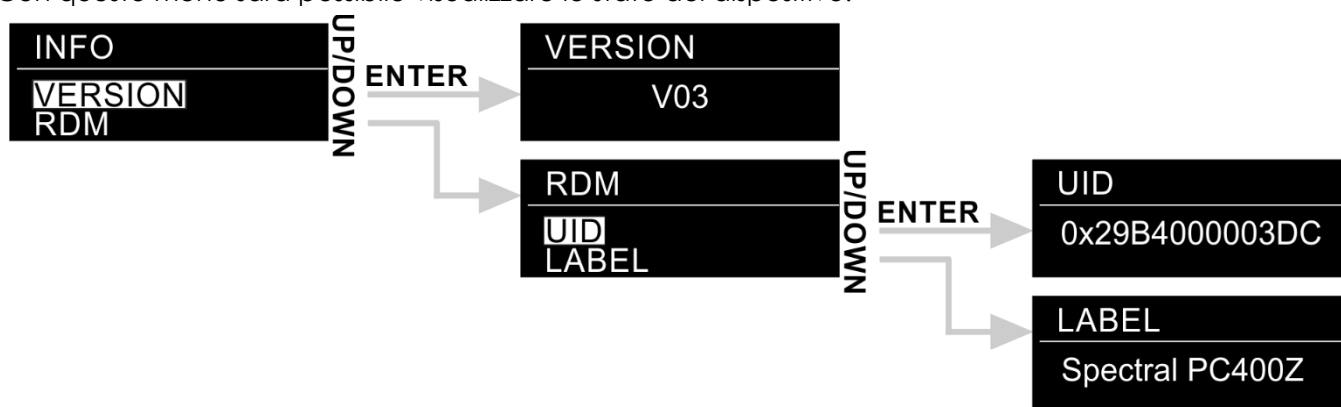 INFO
VERSION
RDM
UP/DOWN
ENTER
VERSION
V03
RDM
UID
LABEL
UP/DOWN
ENTER
UID
0x29B4000003DC
LABEL
Spectral PC400Z